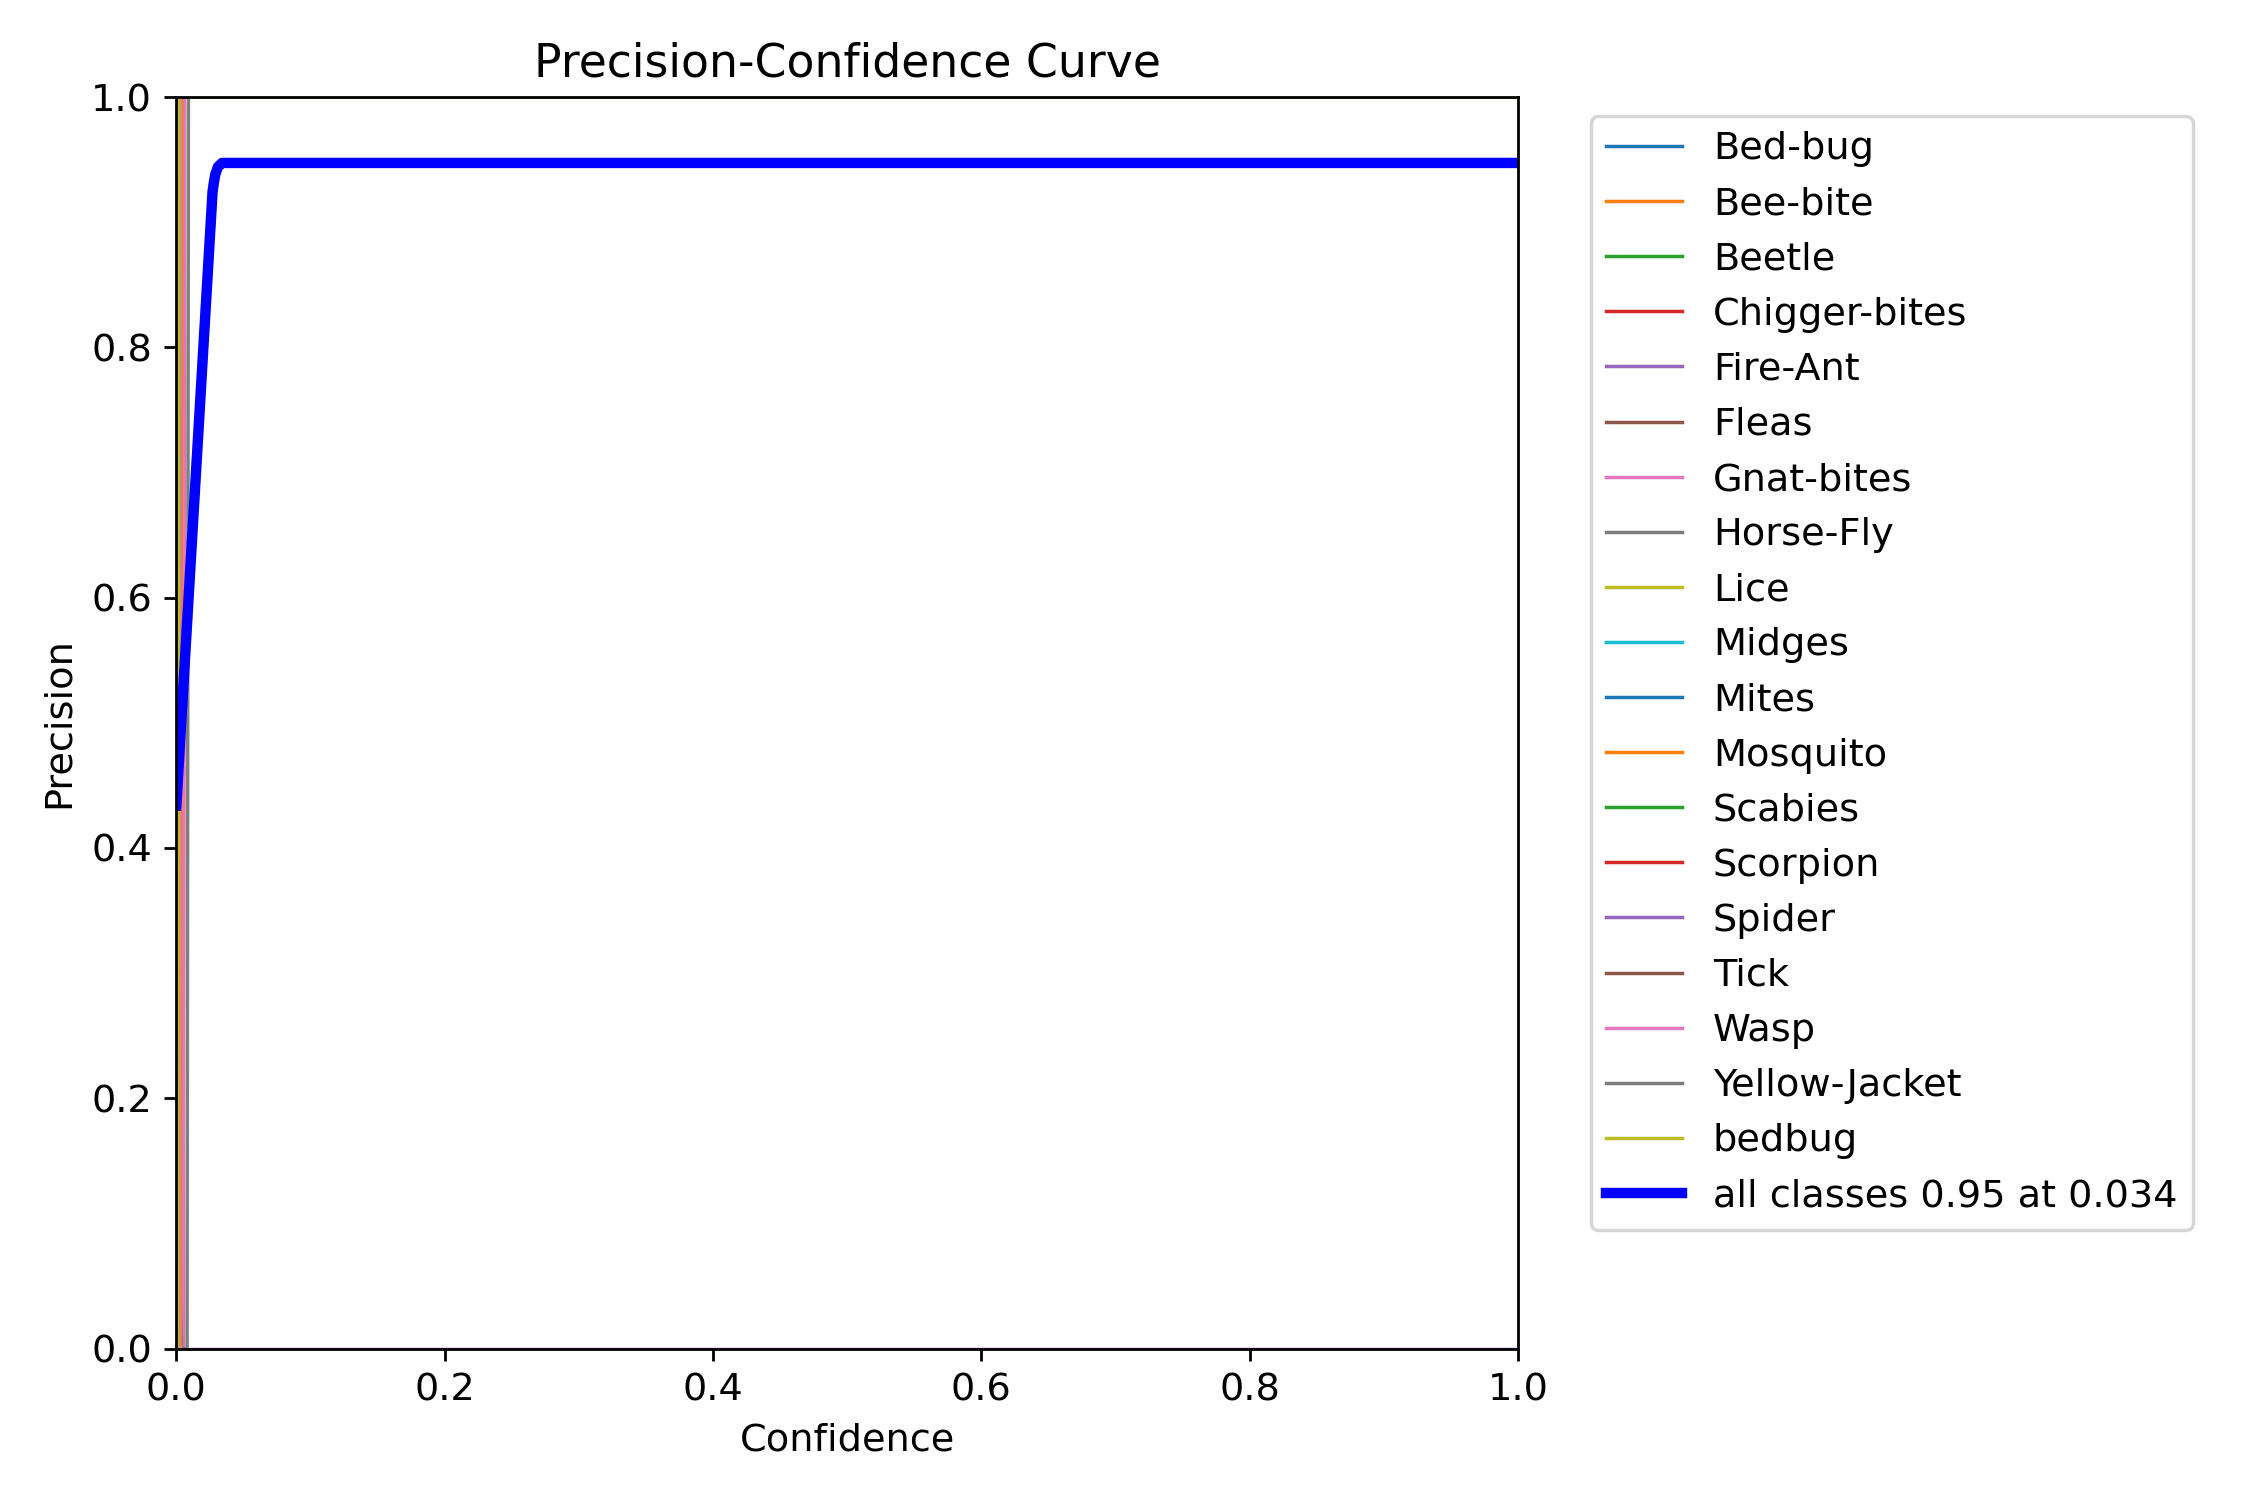 Precision-Confidence Curve
1.0
0.8
0.6
0.4
0.2
0.0
Precision
0.0 0.2 0.4 0.6 0.8 1.0
Confidence
Bed-bug
Bee-bite
Beetle
Chigger-bites
Fire-Ant
Fleas
Gnat-bites
Horse-Fly
Lice
Midges
Mites
Mosquito
Scabies
Scorpion
Spider
Tick
Wasp
Yellow-Jacket
bedbug
all classes 0.95 at 0.034